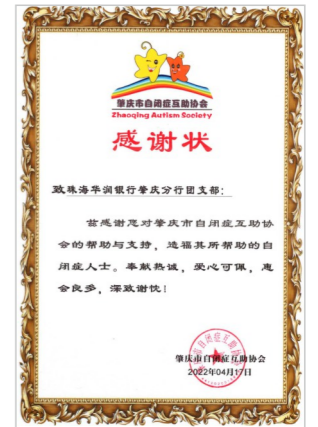 肇庆市自闭症互助协会
Zhaoqing Autism Society
感谢状
致珠海华润银行肇庆分行团支部:
兹感谢您对肇庆市自闭症互助协
会的帮助与支持，造福其所帮助的自
闭症人士。奉献热诚，爱心可佩，惠
会良多，深致谢忱!
肇庆市自闭症互助协会
2022年04月17日